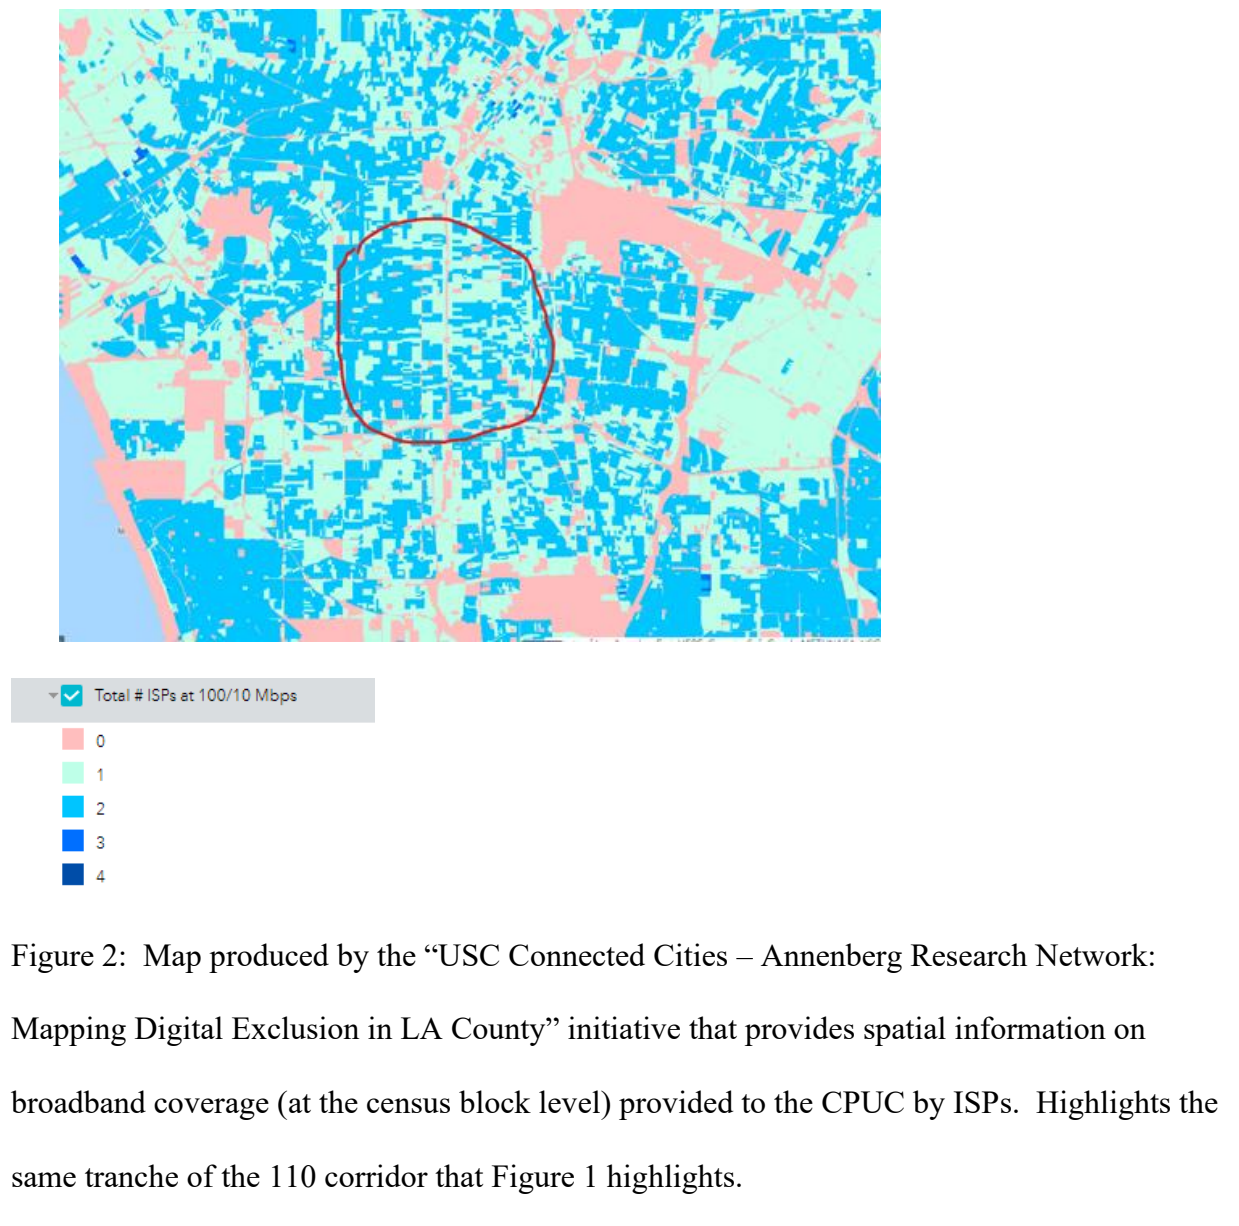 Total # ISPs at 100/10 Mbps
0
1
2
3
4
Figure 2:  Map produced by the “USC Connected Cities – Annenberg Research Network:
Mapping Digital Exclusion in LA County” initiative that provides spatial information on
broadband coverage (at the census block level) provided to the CPUC by ISPs.  Highlights the
same tranche of the 110 corridor that Figure 1 highlights.